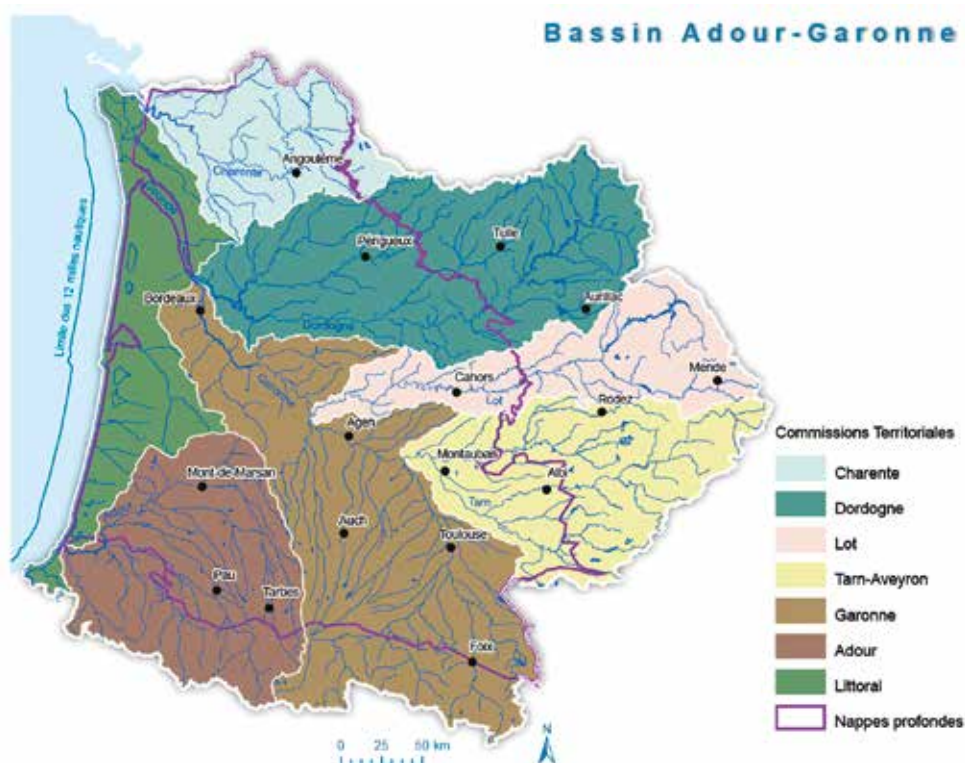 Bassin Adour-Garonne
Limite des 12 milles nautiques
Charente
Angoulême
Gironde
Périgueux
Tulle
Bordeaux
Dordogne
Aurillac
Cahors
Lot
Mende
Rodez
Agen
Montauban
Albi
Tarn
Mont-de-Marsan
Auch
Toulouse
Pau
Tarbes
Foix
Commissions Territoriales
Charente
Dordogne
Lot
Tarn-Aveyron
Garonne
Adour
Littoral
Nappes profondes
0 25 50 km
N